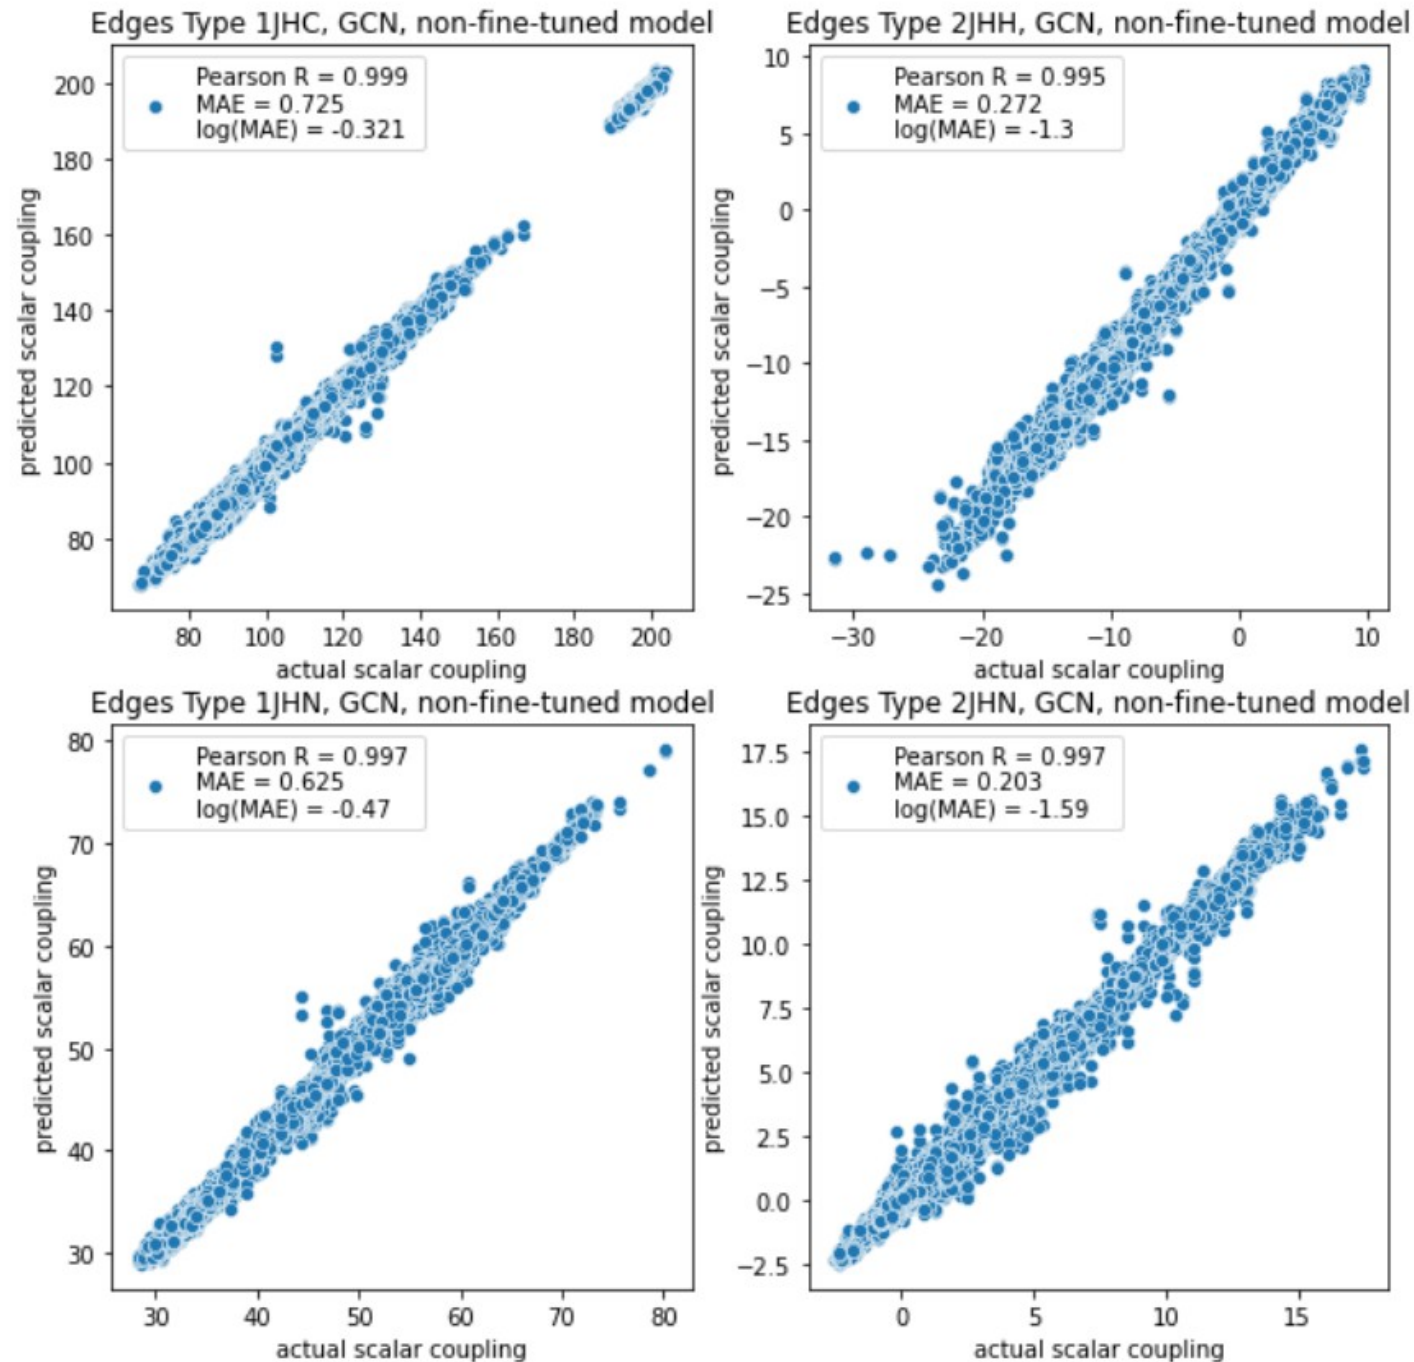 Edges Type 1JHC, GCN, non-fine-tuned model
Pearson R = 0.999
MAE = 0.725
log(MAE) = -0.321
200
180
160
140
120
100
80
predicted scalar coupling
80 100 120 140 160 180 200
actual scalar coupling
Edges Type 2JHH, GCN, non-fine-tuned model
Pearson R = 0.995
MAE = 0.272
log(MAE) = -1.3
10
5
0
−5
−10
−15
−20
−25
predicted scalar coupling
−30 −20 −10 0 10
actual scalar coupling
Edges Type 1JHN, GCN, non-fine-tuned model
Pearson R = 0.997
MAE = 0.625
log(MAE) = -0.47
80
70
60
50
40
30
predicted scalar coupling
30 40 50 60 70 80
actual scalar coupling
Edges Type 2JHN, GCN, non-fine-tuned model
Pearson R = 0.997
MAE = 0.203
log(MAE) = -1.59
17.5
15.0
12.5
10.0
7.5
5.0
2.5
0.0
−2.5
predicted scalar coupling
0 5 10 15
actual scalar coupling